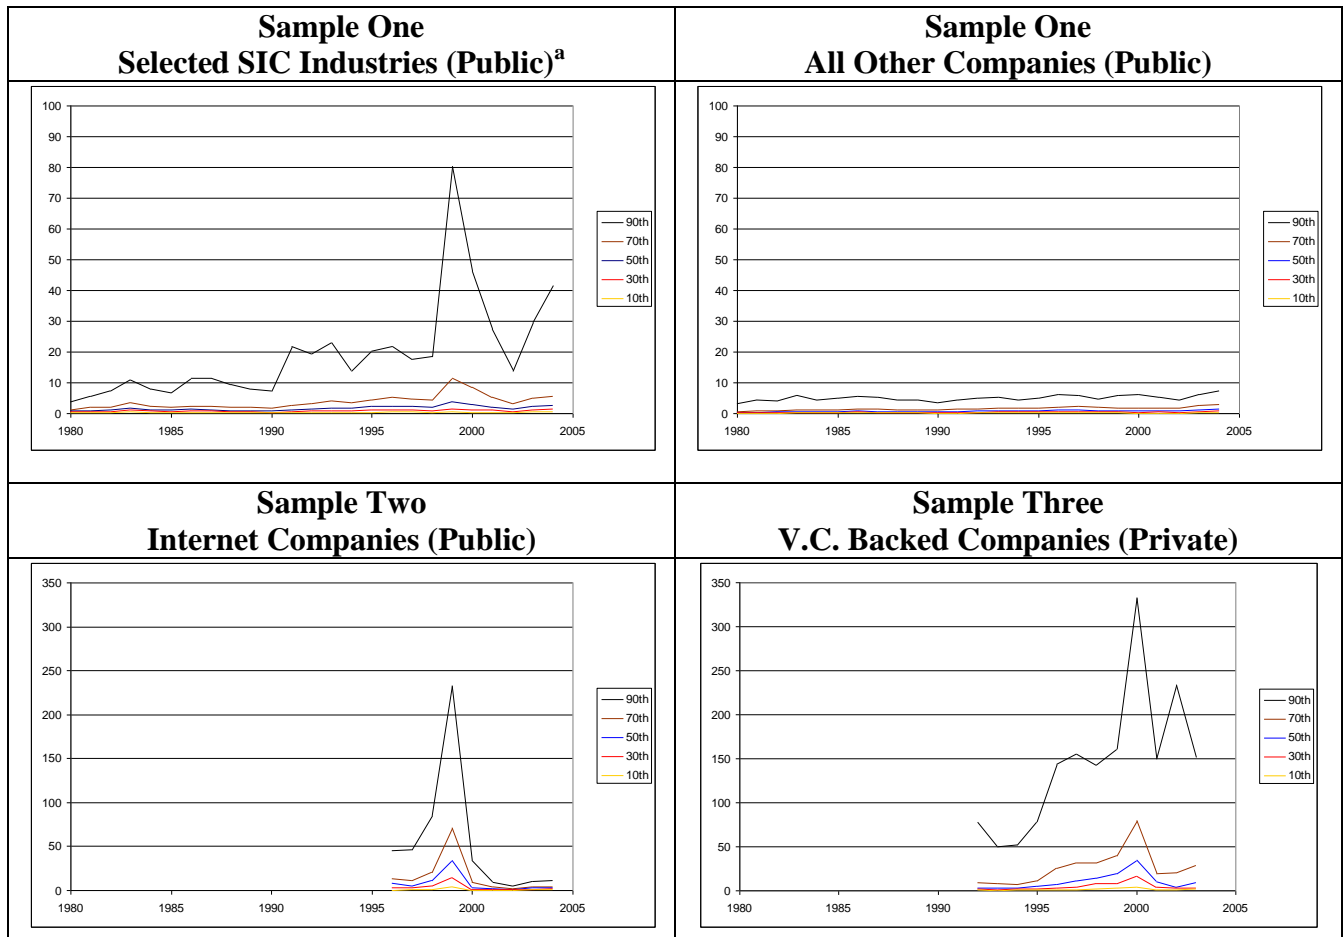 Sample One
Selected SIC Industries (Public)ᵃ
Sample One
All Other Companies (Public)
100
90
80
70
60
50
40
30
20
10
0
1980
1985
1990
1995
2000
2005
90th
70th
50th
30th
10th
100
90
80
70
60
50
40
30
20
10
0
1980
1985
1990
1995
2000
2005
90th
70th
50th
30th
10th
Sample Two
Internet Companies (Public)
Sample Three
V.C. Backed Companies (Private)
350
300
250
200
150
100
50
0
1980
1985
1990
1995
2000
2005
90th
70th
50th
30th
10th
350
300
250
200
150
100
50
0
1980
1985
1990
1995
2000
2005
90th
70th
50th
30th
10th